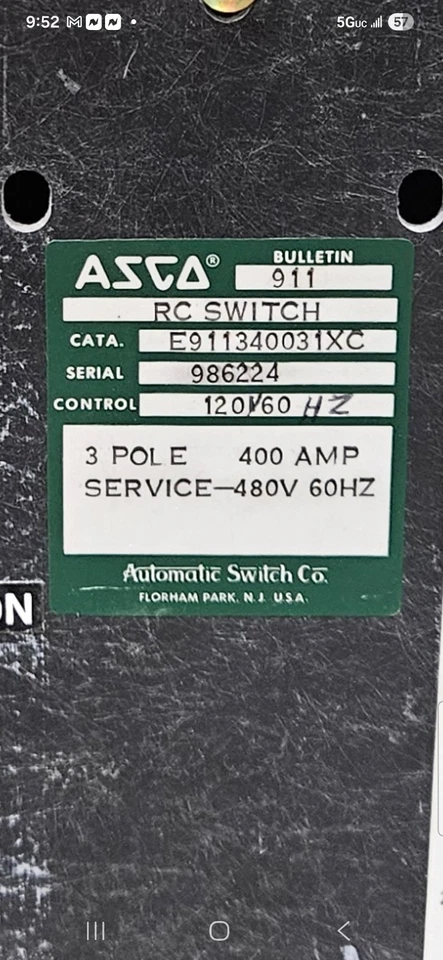 9:52
5GUC 57
ASCO®
BULLETIN
911
RC SWITCH
CATA. E911340031XC
SERIAL 986224
CONTROL 120V60 HZ
3 POLE 400 AMP
SERVICE-480V 60HZ
Automatic Switch Co.
FLORHAM PARK, N.J. U.S.A.
ON